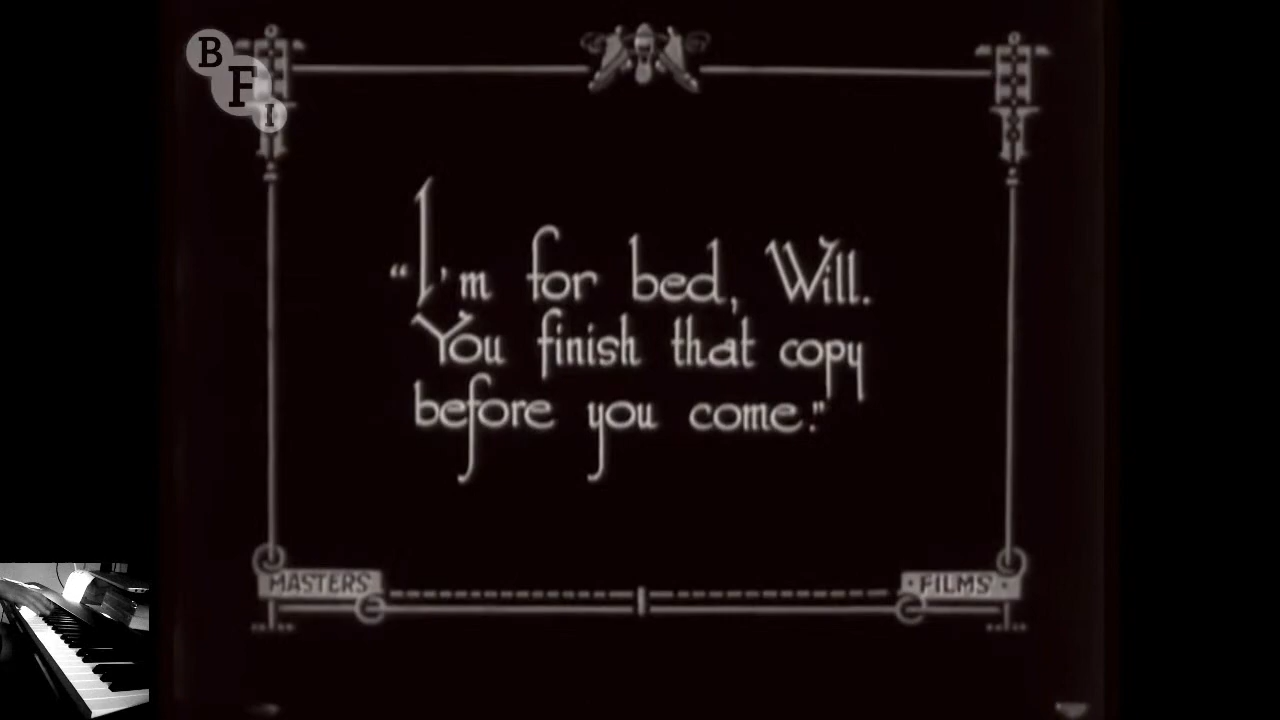 BFI
"I'm for bed, Will.
You finish that copy
before you come."
MASTERS
· FILMS ·